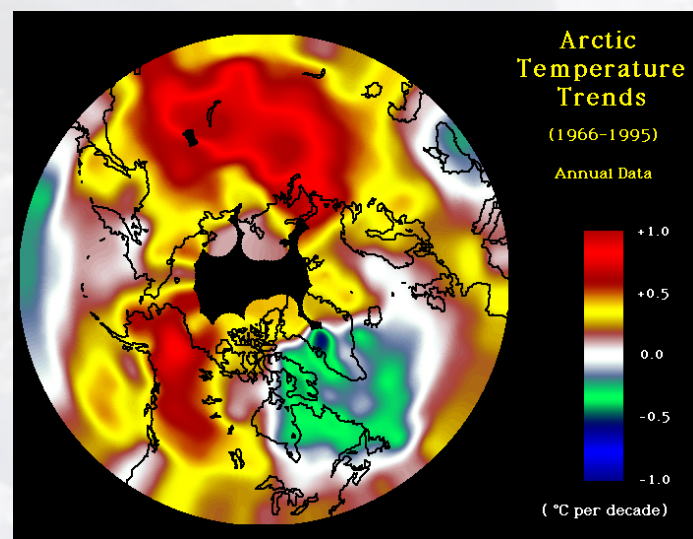 Arctic
Temperature
Trends
(1966-1995)
Annual Data
+1.0
+0.5
0.0
-0.5
-1.0
( °C per decade)